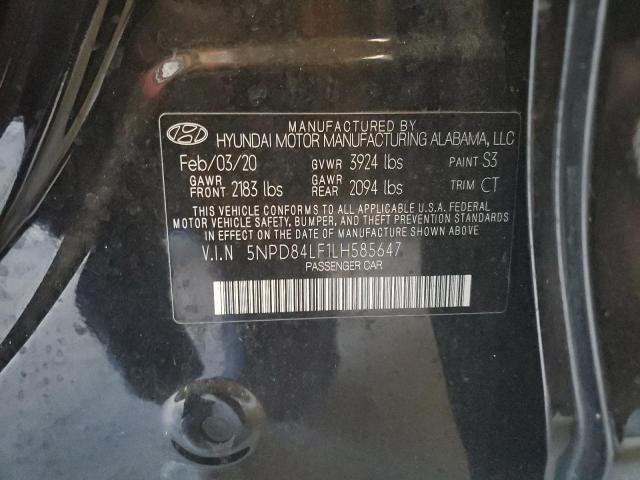 MANUFACTURED BY
HYUNDAI MOTOR MANUFACTURING ALABAMA, LLC
Feb/03/20 GVWR 3924 lbs PAINT S3
GAWR FRONT 2183 lbs GAWR REAR 2094 lbs TRIM CT
THIS VEHICLE CONFORMS TO ALL APPLICABLE U.S.A. FEDERAL
MOTOR VEHICLE SAFETY, BUMPER, AND THEFT PREVENTION STANDARDS
IN EFFECT ON THE DATE OF MANUFACTURE SHOWN ABOVE
V.I.N 5NPD84LF1LH585647
PASSENGER CAR